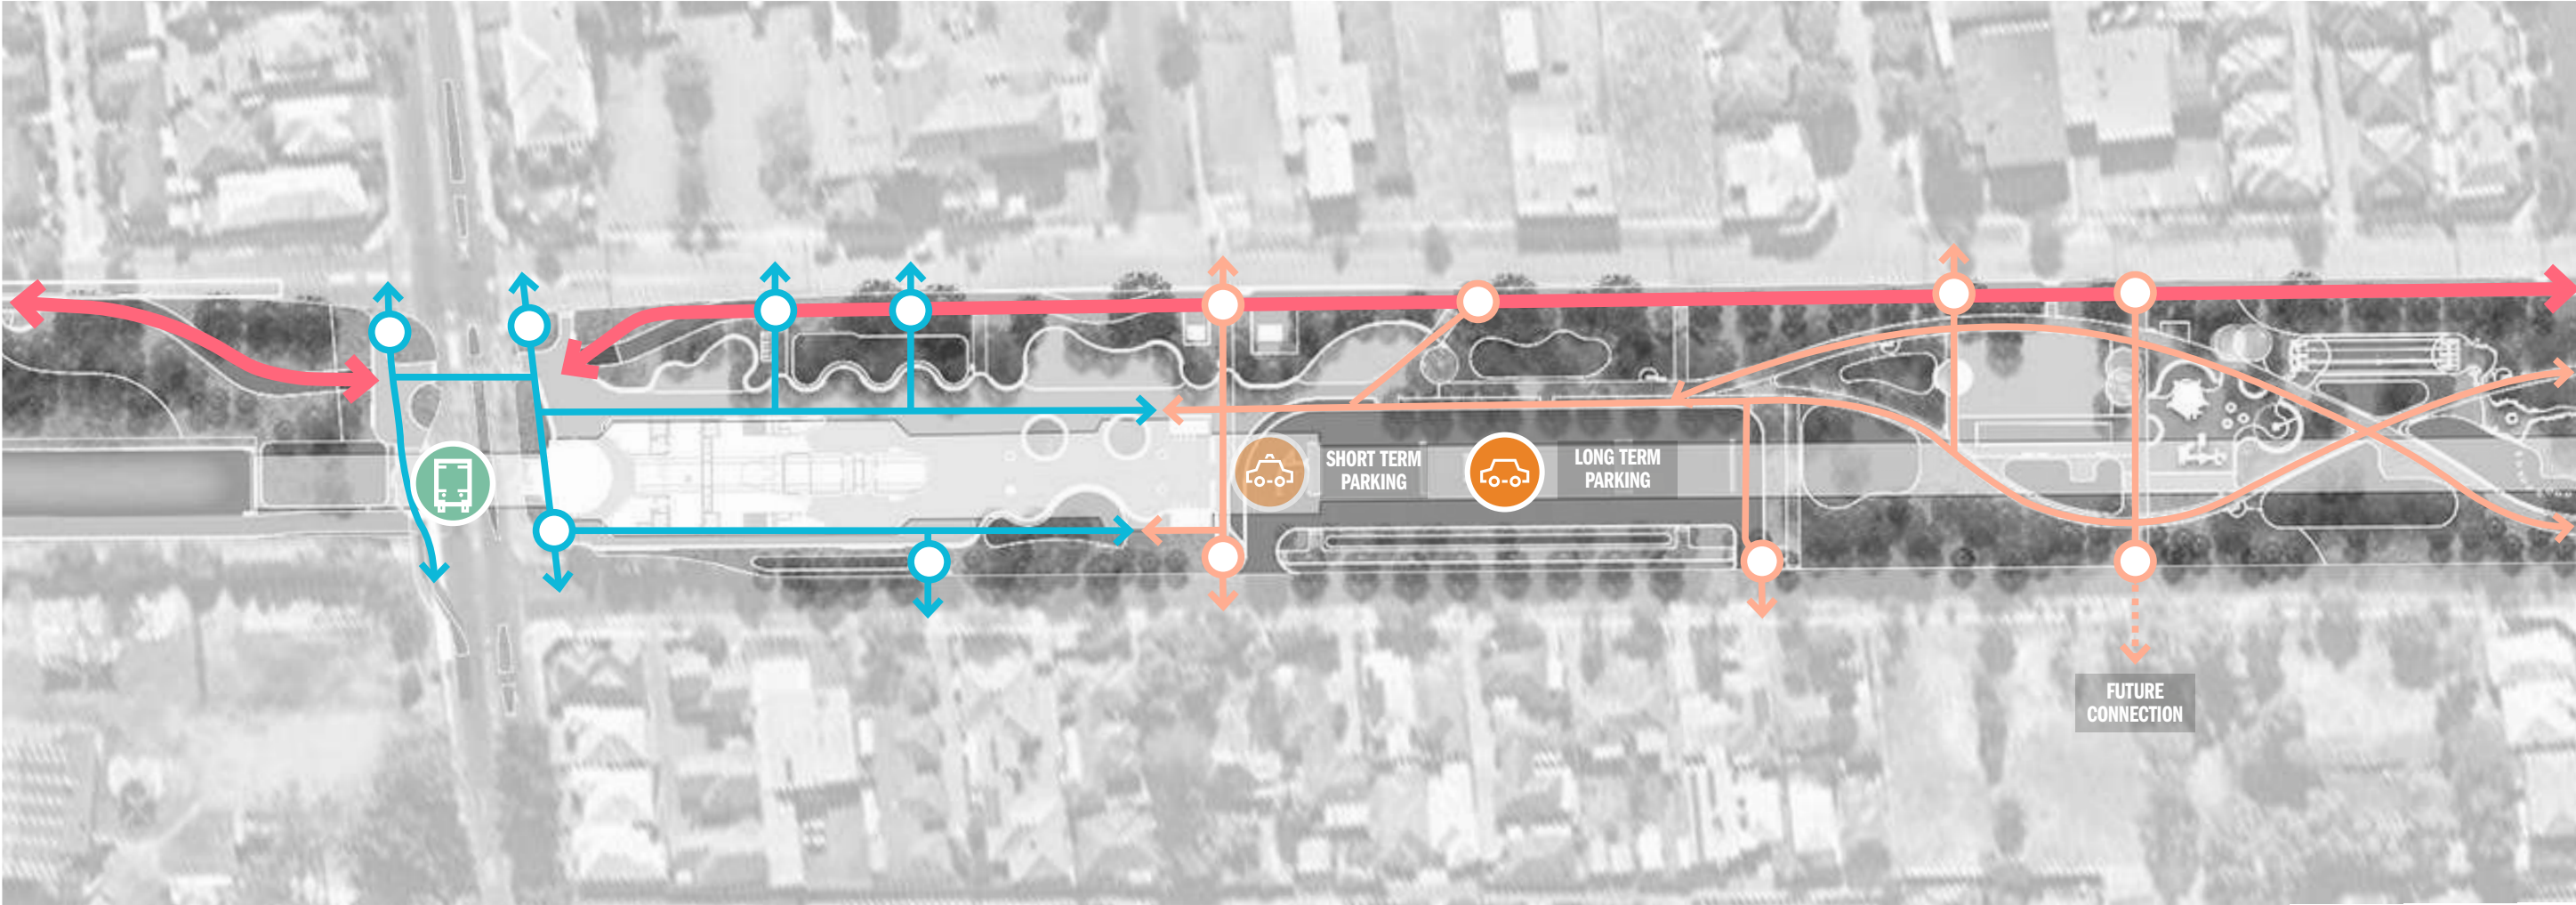 SHORT TERM
PARKING
LONG TERM
PARKING
FUTURE
CONNECTION